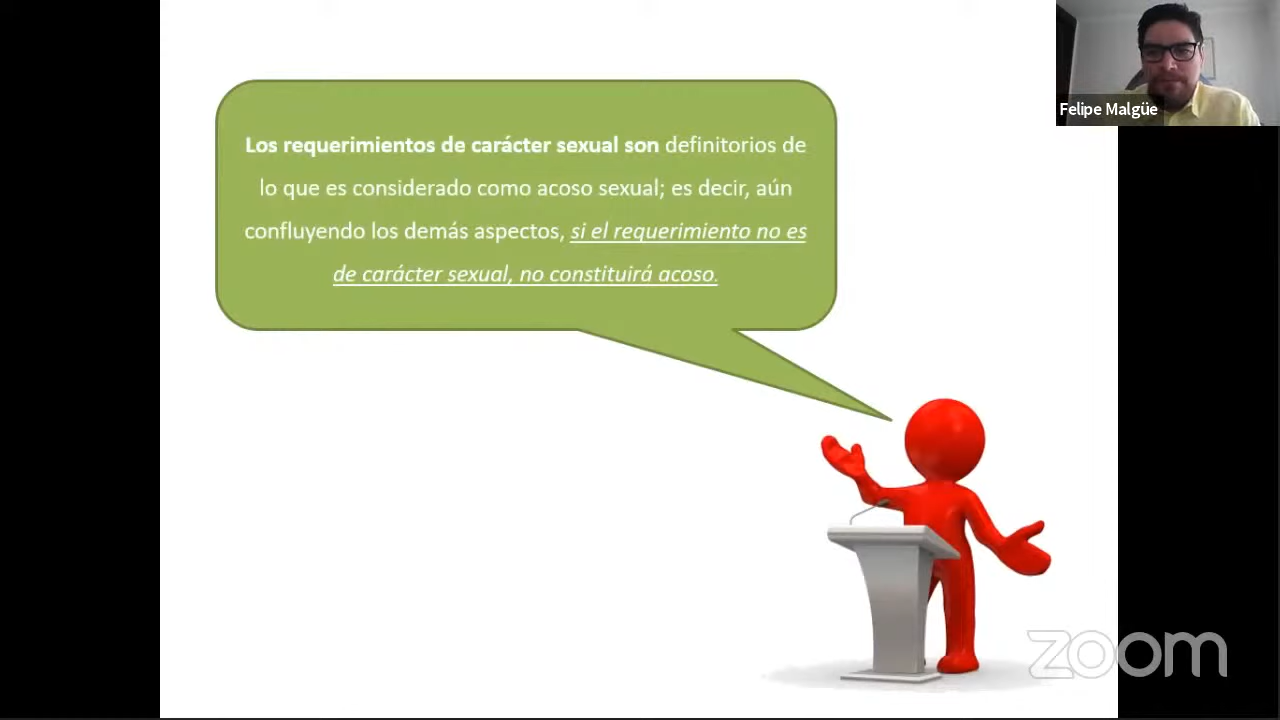 Los requerimientos de carácter sexual son definitorios de
lo que es considerado como acoso sexual; es decir, aún
confluyendo los demás aspectos, si el requerimiento no es
de carácter sexual, no constituirá acoso.
Felipe Malgüe
zoom